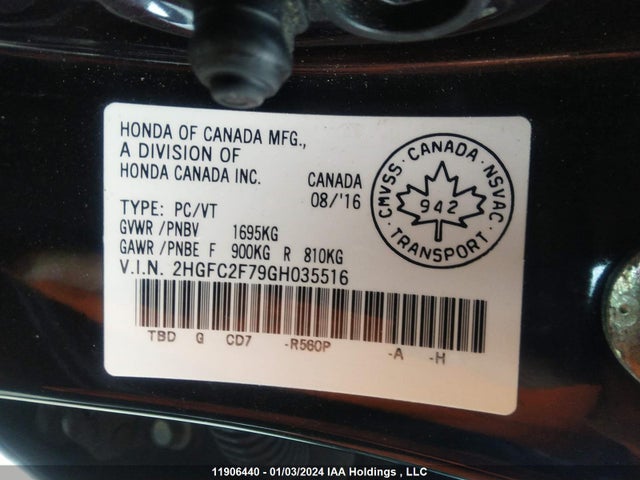 HONDA OF CANADA MFG.,
A DIVISION OF
HONDA CANADA INC.
CANADA
08/'16
TYPE: PC/VT
GVWR /PNBV 1695KG
GAWR /PNBE F 900KG R 810KG
V.I.N. 2HGFC2F79GH035516
TBD G CD7 -R560P -A -H
CMVSS · CANADA · NSVAC
942
TRANSPORT
11906440 - 01/03/2024 IAA Holdings , LLC